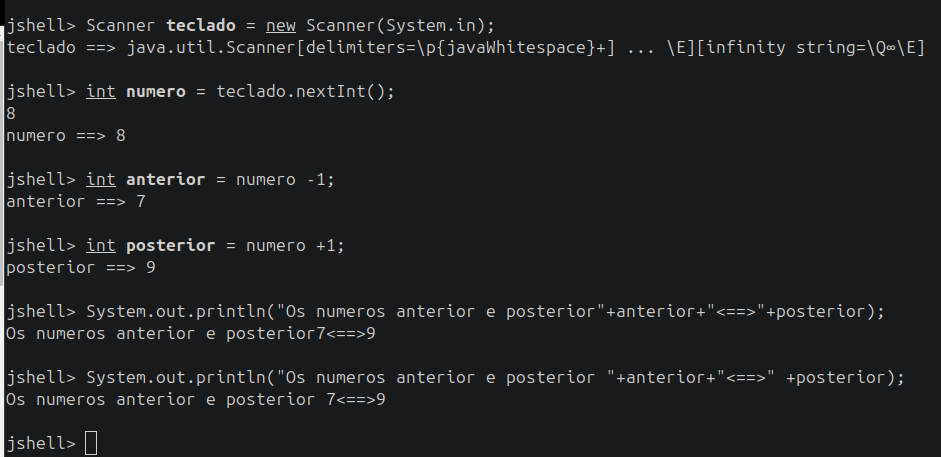 jshell> Scanner teclado = new Scanner(System.in);
teclado ==> java.util.Scanner[delimiters=\p{javaWhitespace}+] ... \E][infinity string=\Q∞\E]
jshell> int numero = teclado.nextInt();
8
numero ==> 8
jshell> int anterior = numero -1;
anterior ==> 7
jshell> int posterior = numero +1;
posterior ==> 9
jshell> System.out.println("Os numeros anterior e posterior"+anterior+"<==>"+posterior);
Os numeros anterior e posterior7<==>9
jshell> System.out.println("Os numeros anterior e posterior "+anterior+"<==>" +posterior);
Os numeros anterior e posterior 7<==>9
jshell>